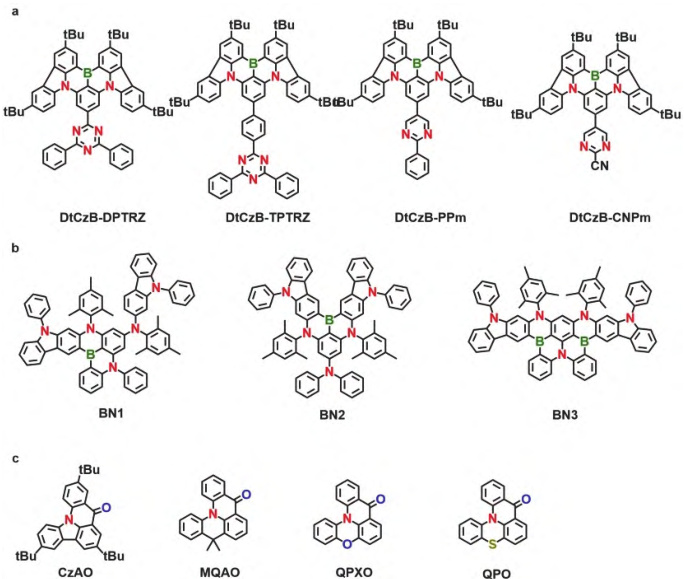 a
tBu tBu
B
N N
tBu tBu
N N
N
DtCzB-DPTRZ
tBu tBu
B
N N
tBu tBu
N N
N
DtCzB-TPTRZ
tBu tBu
B
N N
tBu tBu
N N
DtCzB-PPm
tBu tBu
B
N N
tBu tBu
N N
CN
DtCzB-CNPm
b
N
N N N
B
N
BN1
N N
B
N N
N
BN2
N N N N
B B
N
BN3
c
tBu
O
N
tBu tBu
CzAO
O
N
MQAO
O
N
O
QPXO
O
N
S
QPO